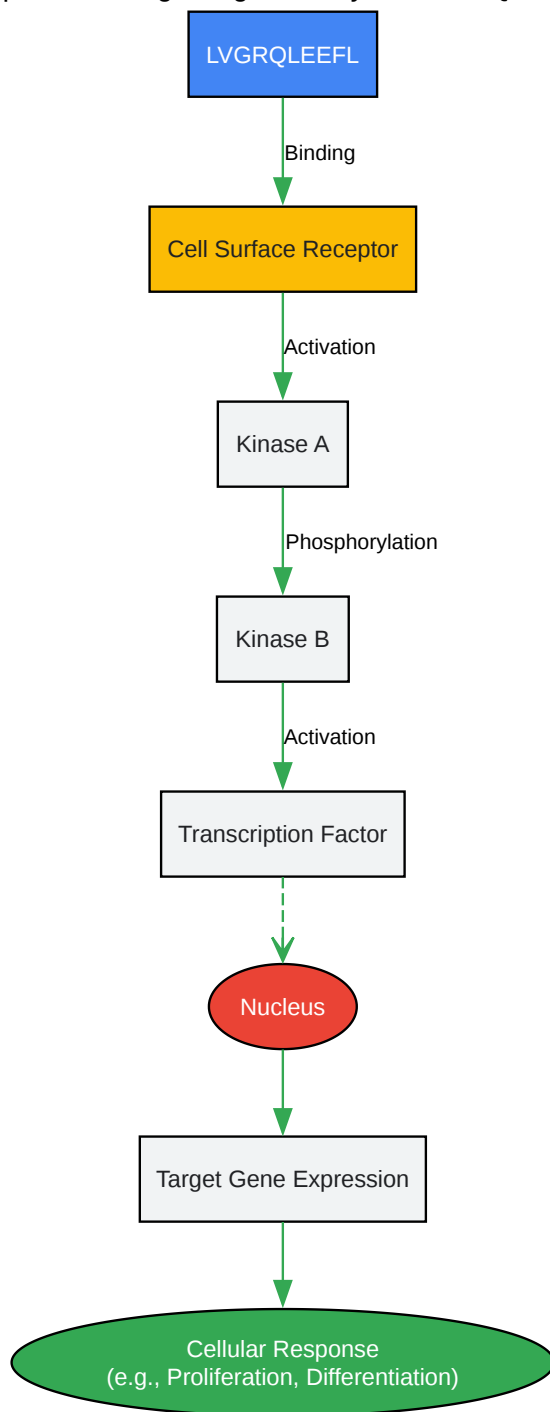 LVGRQLEEFL
Binding
Cell Surface Receptor
Activation
Kinase A
Phosphorylation
Kinase B
Activation
Transcription Factor
Nucleus
Target Gene Expression
Cellular Response
(e.g., Proliferation, Differentiation)